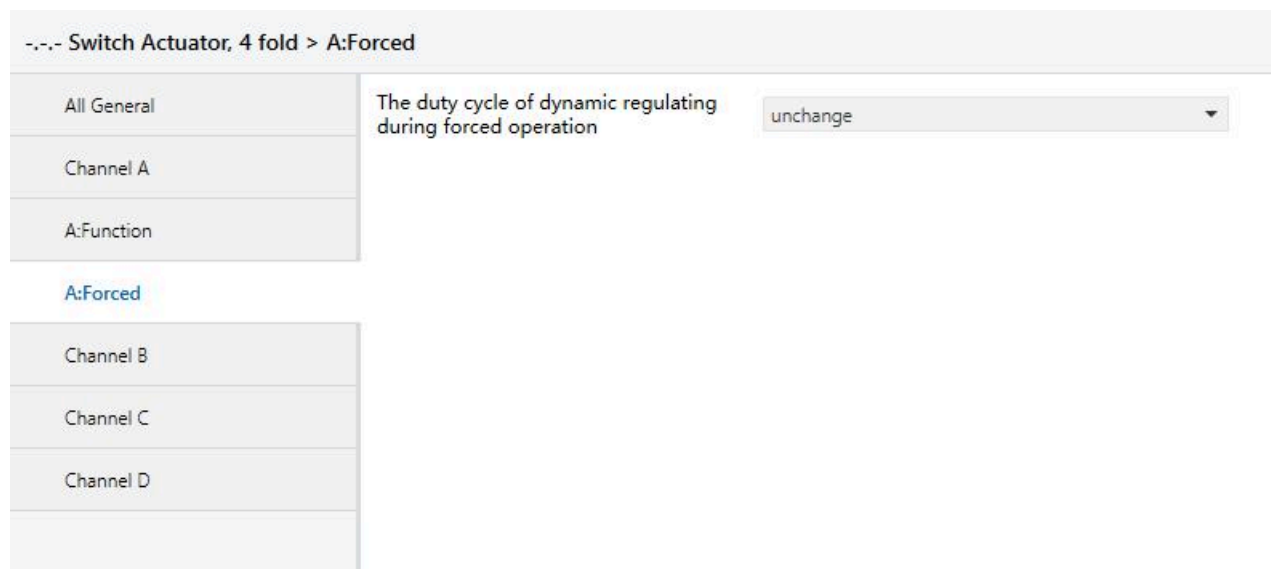 -.-.- Switch Actuator, 4 fold > A:Forced
All General
The duty cycle of dynamic regulating
during forced operation
unchange
Channel A
A:Function
A:Forced
Channel B
Channel C
Channel D